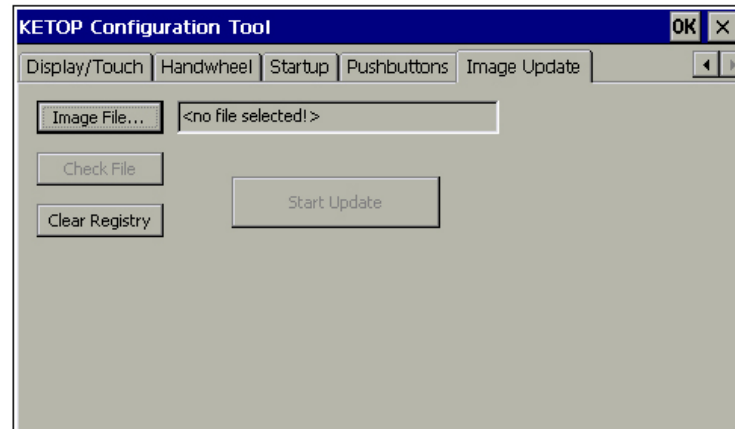 KETOP Configuration Tool OK ×
Display/Touch Handwheel Startup Pushbuttons Image Update
Image File... <no file selected!>
Check File
Start Update
Clear Registry